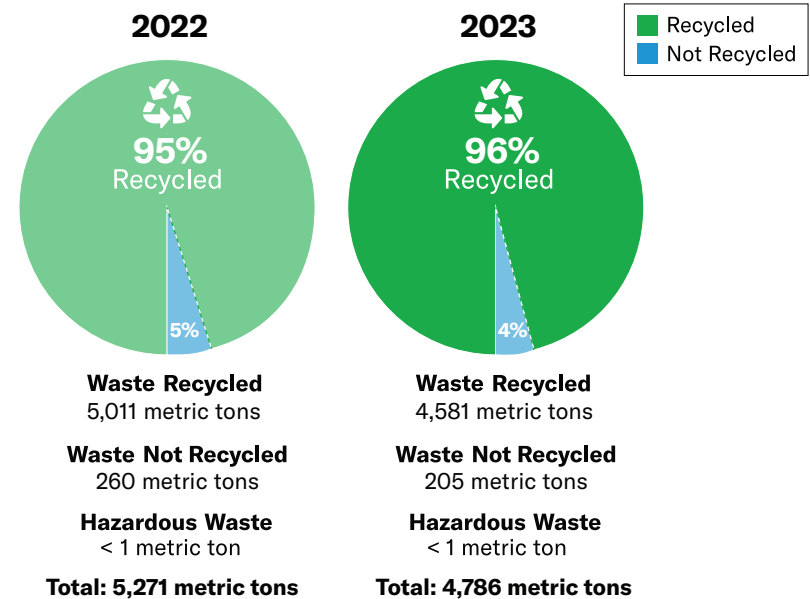 2022
2023
Recycled
Not Recycled
95%
Recycled
5%
96%
Recycled
4%
Waste Recycled
5,011 metric tons
Waste Not Recycled
260 metric tons
Hazardous Waste
< 1 metric ton
Total: 5,271 metric tons
Waste Recycled
4,581 metric tons
Waste Not Recycled
205 metric tons
Hazardous Waste
< 1 metric ton
Total: 4,786 metric tons